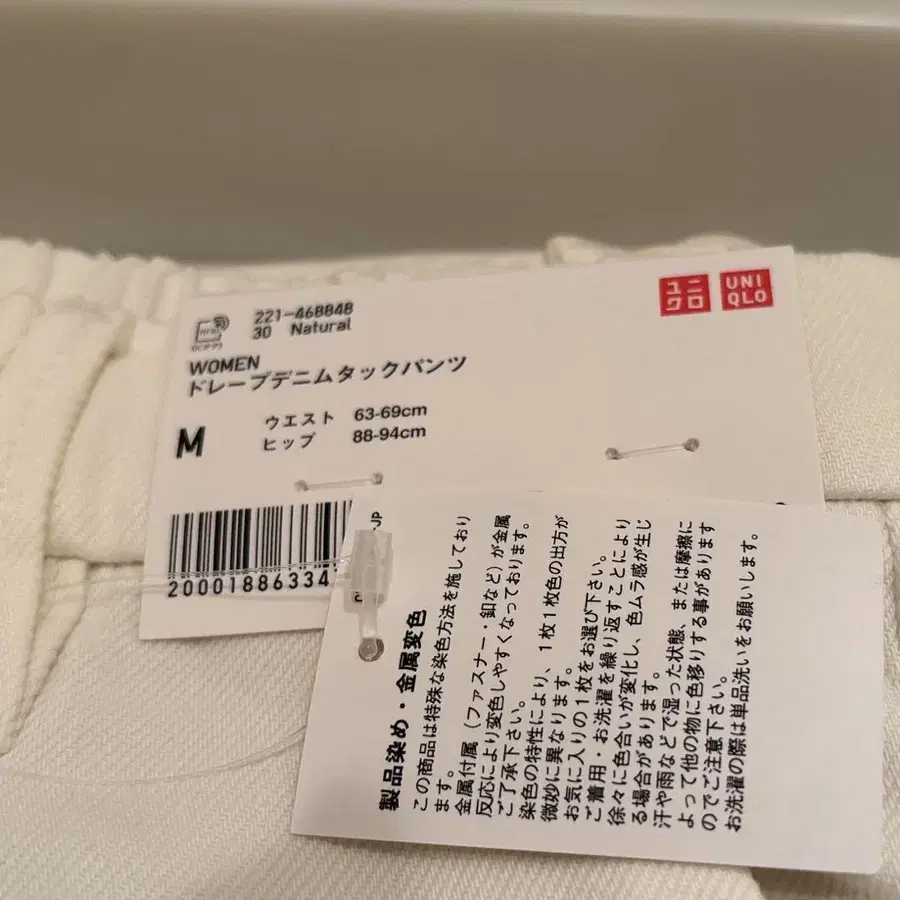 221-468848
30 Natural
ユニクロ
UNIQLO
WOMEN
ドレープデニムタックパンツ
M
ウエスト 63-69cm
ヒップ 88-94cm
20001886334
製品染め・金属変色
この商品は特殊な染色方法を施しており
ます。
金属付属（ファスナー・釦など）が金属
反応により変色しやすくなっております。
ご了承下さい。
染色の特性により、1枚1枚色の出方が
微妙に異なります。
お気に入りの1枚をお選び下さい。
ご着用・お洗濯を繰り返すことにより
徐々に色合いが変化し、色ムラ感が生じ
る場合があります。
汗や雨などで湿った状態、または摩擦に
よって他の物に色移りする事があります
のでご注意下さい。
お洗濯の際は単品洗いをお願いします。